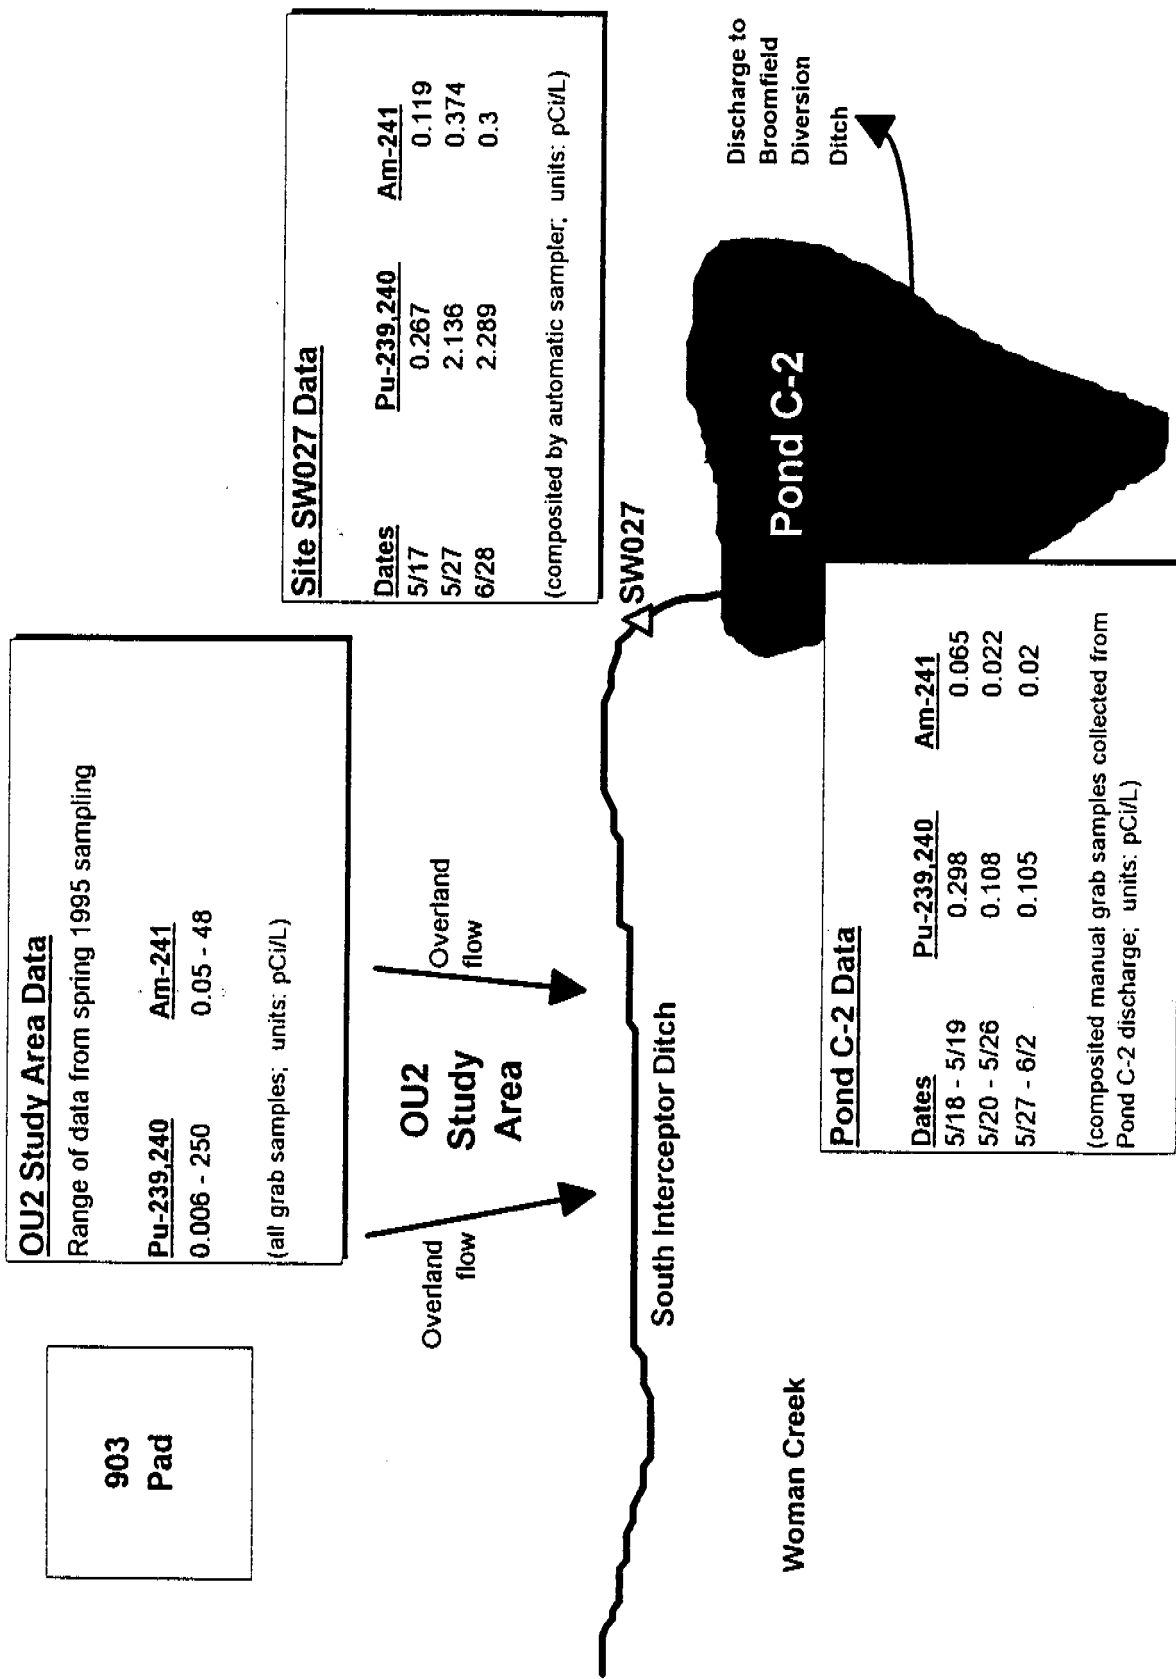 903
Pad
OU2 Study Area Data
Range of data from spring 1995 sampling
Pu-239,240 Am-241
0.006 - 250 0.05 - 48
(all grab samples; units: pCi/L)
Site SW027 Data
Dates Pu-239,240 Am-241
5/17 0.267 0.119
5/27 2.136 0.374
6/28 2.289 0.3
(composited by automatic sampler; units: pCi/L)
Overland
flow
OU2
Study
Area
Overland
flow
South Interceptor Ditch
SW027
Woman Creek
Pond C-2
Discharge to
Broomfield
Diversion
Ditch
Pond C-2 Data
Dates Pu-239,240 Am-241
5/18 - 5/19 0.298 0.065
5/20 - 5/26 0.108 0.022
5/27 - 6/2 0.105 0.02
(composited manual grab samples collected from
Pond C-2 discharge; units: pCi/L)